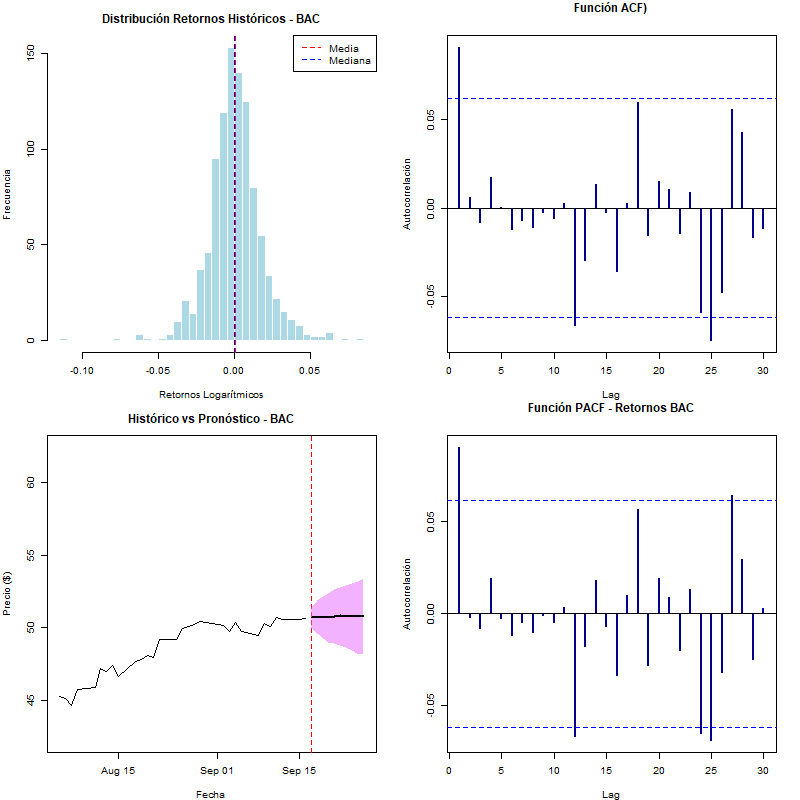 Distribución Retornos Históricos - BAC
Media
Mediana
Frecuencia
0
50
100
150
-0.10
-0.05
0.00
0.05
Retornos Logarítmicos
Función ACF)
Autocorrelación
-0.05
0.00
0.05
0
5
10
15
20
25
30
Lag
Histórico vs Pronóstico - BAC
Precio ($)
45
50
55
60
Aug 15
Sep 01
Sep 15
Fecha
Función PACF - Retornos BAC
Autocorrelación
-0.05
0.00
0.05
0
5
10
15
20
25
30
Lag